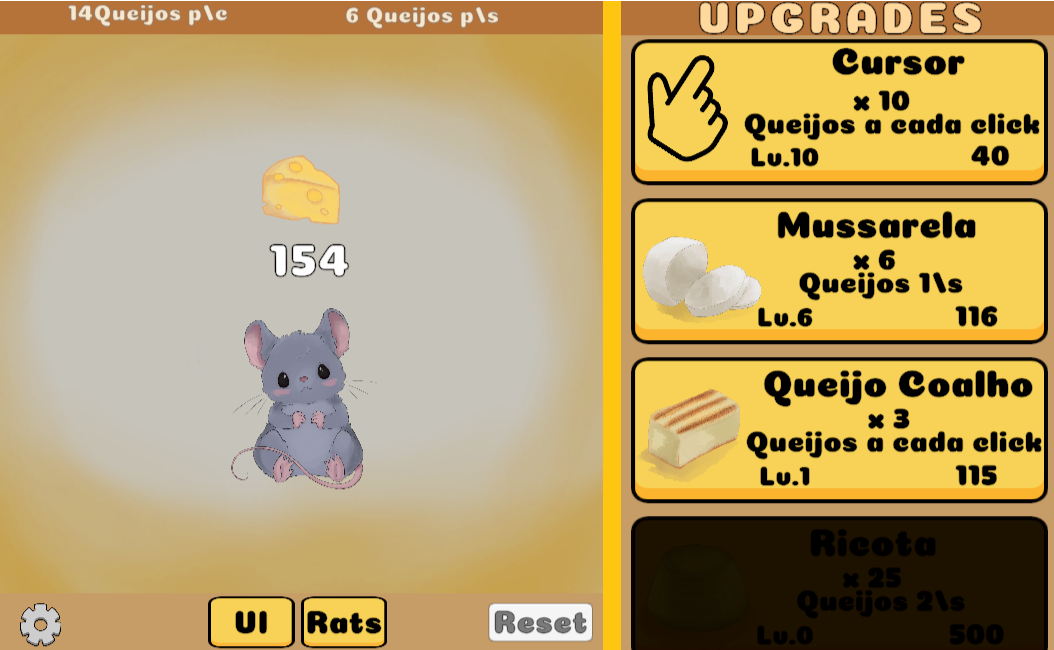 14Queijos p\c
6 Queijos p\s
154
UI
Rats
Reset
UPGRADES
Cursor
x 10
Queijos a cada click
Lv.10 40
Mussarela
x 6
Queijos 1\s
Lv.6 116
Queijo Coalho
x 3
Queijos a cada click
Lv.1 115
Ricota
x 25
Queijos 2\s
Lv.0 500